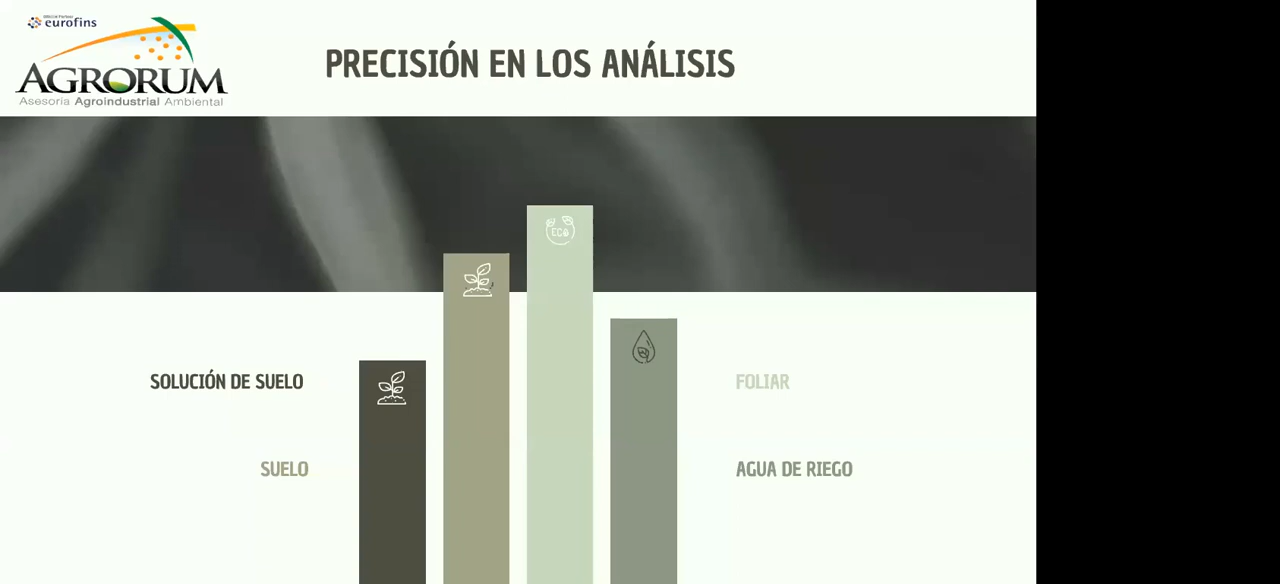 eurofins
AGRORUM
Asesoría Agroindustrial Ambiental
PRECISIÓN EN LOS ANÁLISIS
ECO
SOLUCIÓN DE SUELO
FOLIAR
SUELO
AGUA DE RIEGO